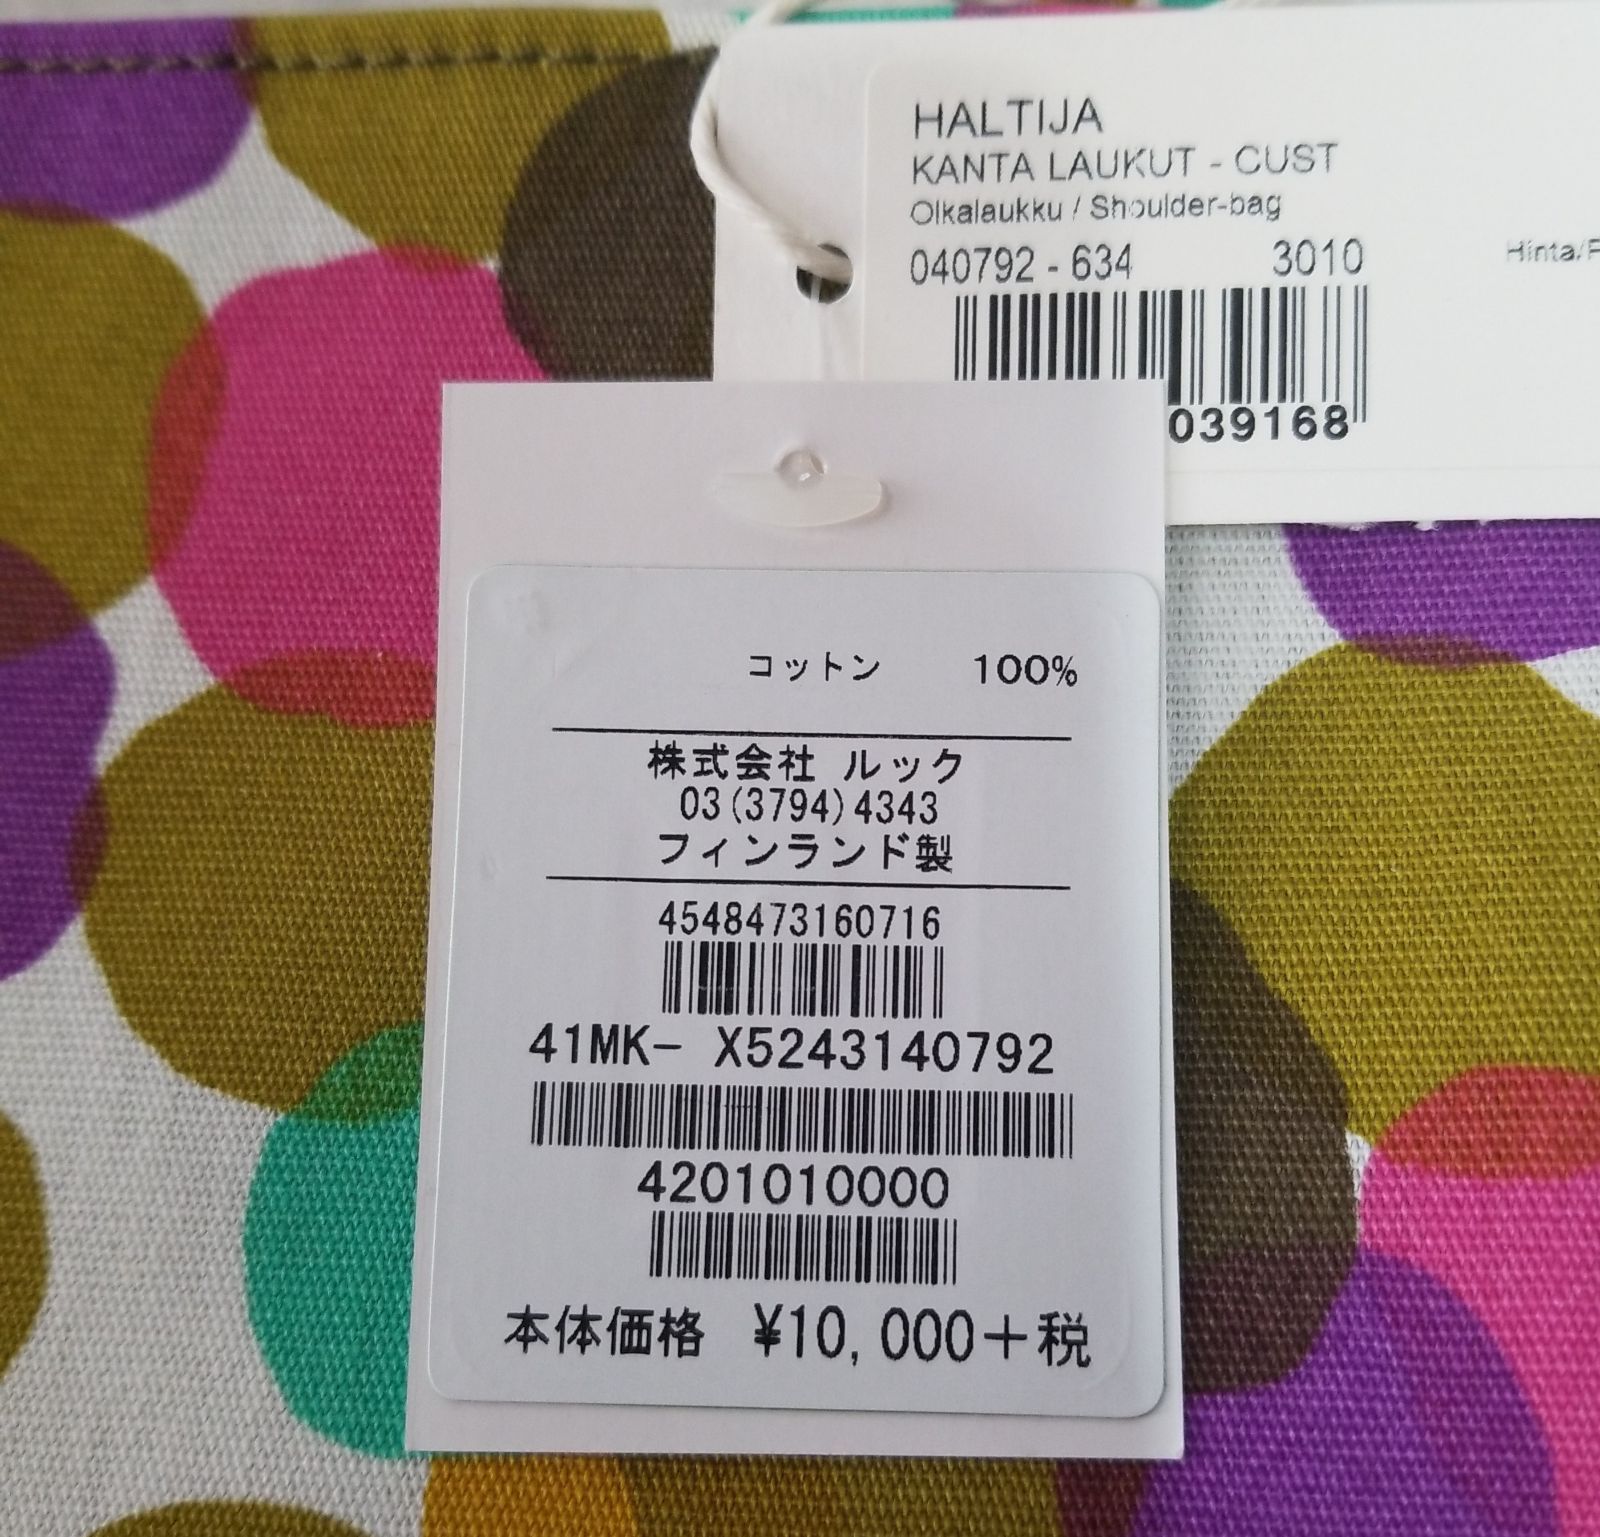 HALTIJA
KANTA LAUKUT - CUST
Olkalaukku / Shoulder-bag
040792 - 634 3010
039168
コットン 100%
株式会社 ルック
03(3794)4343
フィンランド製
4548473160716
41MK- X5243140792
4201010000
本体価格 ¥10,000+税